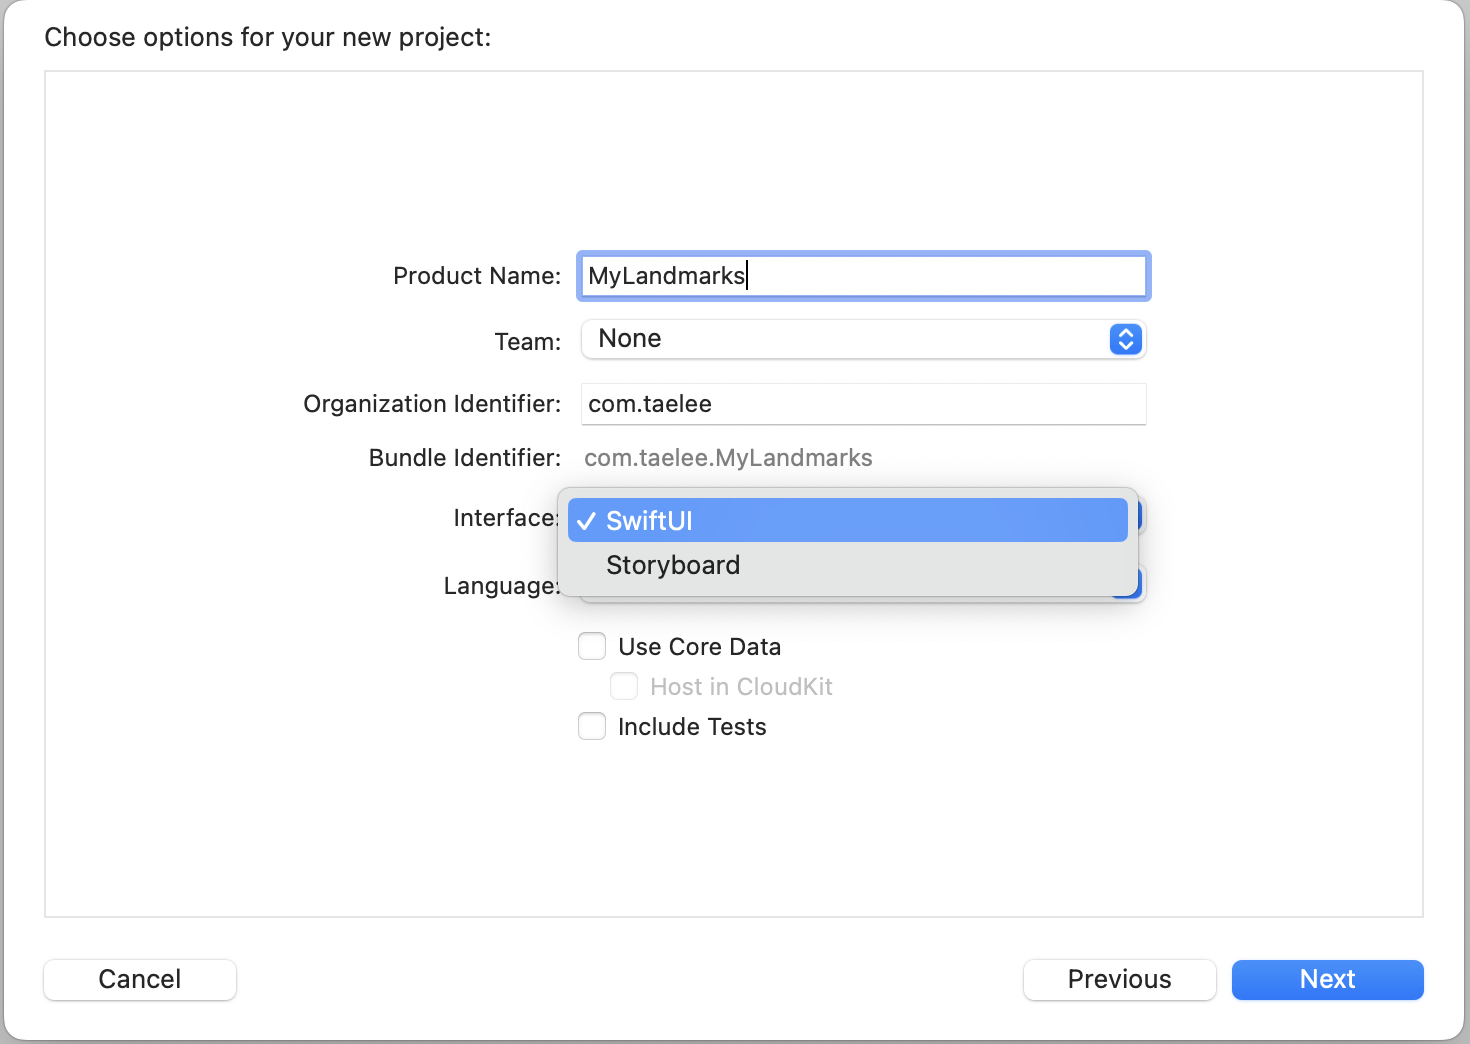 Choose options for your new project:
Product Name: MyLandmarks
Team: None
Organization Identifier: com.taelee
Bundle Identifier: com.taelee.MyLandmarks
Interface: ✓ SwiftUI
Storyboard
Language:
Use Core Data
Host in CloudKit
Include Tests
Cancel Previous Next